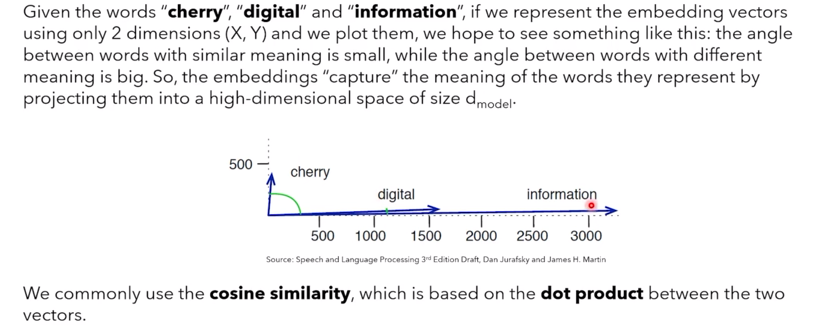 Given the words "cherry", "digital" and "information", if we represent the embedding vectors
using only 2 dimensions (X, Y) and we plot them, we hope to see something like this: the angle
between words with similar meaning is small, while the angle between words with different
meaning is big. So, the embeddings "capture" the meaning of the words they represent by
projecting them into a high-dimensional space of size dmodel.
500
cherry
digital
information
500 1000 1500 2000 2500 3000
Source: Speech and Language Processing 3rd Edition Draft, Dan Jurafsky and James H. Martin
We commonly use the cosine similarity, which is based on the dot product between the two
vectors.